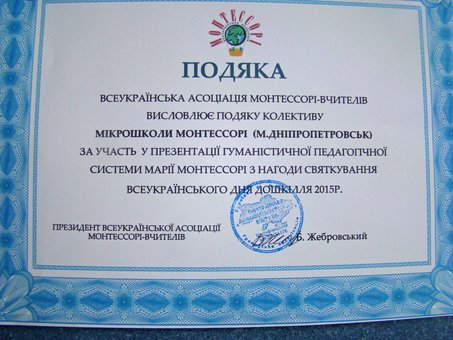 МОНТЕССОРІ
ПОДЯКА
ВСЕУКРАЇНСЬКА АСОЦІАЦІЯ МОНТЕССОРІ-ВЧИТЕЛІВ
ВИСЛОВЛЮЄ ПОДЯКУ КОЛЕКТИВУ
МІКРОШКОЛИ МОНТЕССОРІ (М.ДНІПРОПЕТРОВСЬК)
ЗА УЧАСТЬ У ПРЕЗЕНТАЦІЇ ГУМАНІСТИЧНОЇ ПЕДАГОГІЧНОЇ
СИСТЕМИ МАРІЇ МОНТЕССОРІ З НАГОДИ СВЯТКУВАННЯ
ВСЕУКРАЇНСЬКОГО ДНЯ ДОШКІЛЛЯ 2015Р.
ПРЕЗИДЕНТ ВСЕУКРАЇНСЬКОЇ АСОЦІАЦІЇ
МОНТЕССОРІ-ВЧИТЕЛІВ
Б. Жебровський